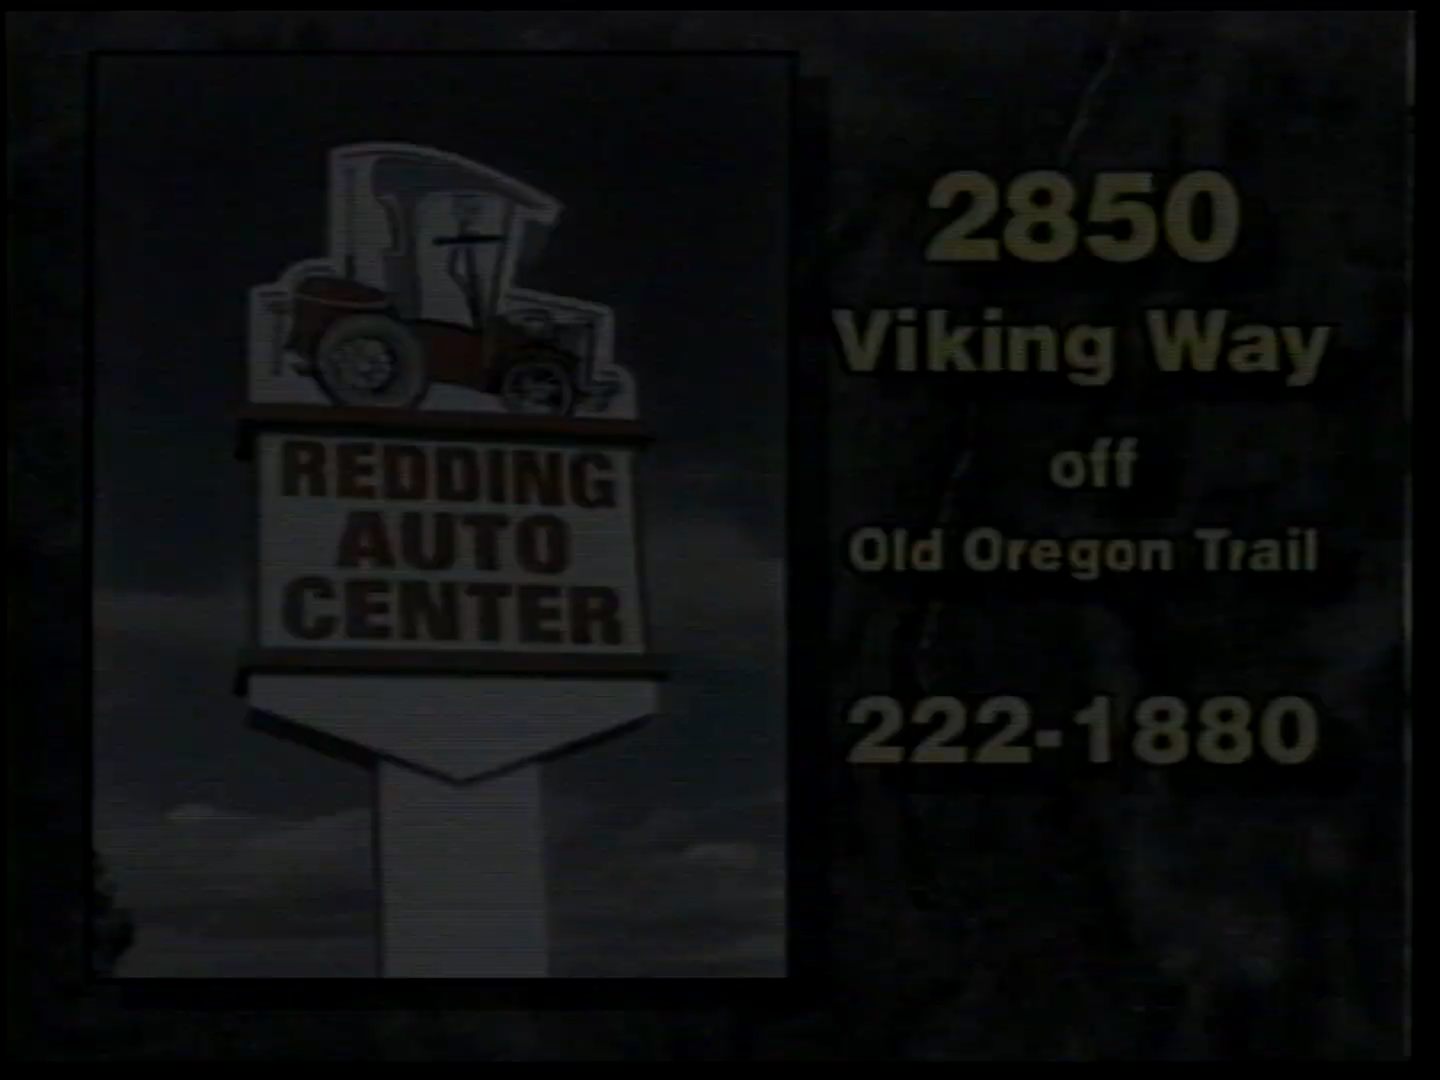 REDDING
AUTO
CENTER
2850
Viking Way
off
Old Oregon Trail
222-1880